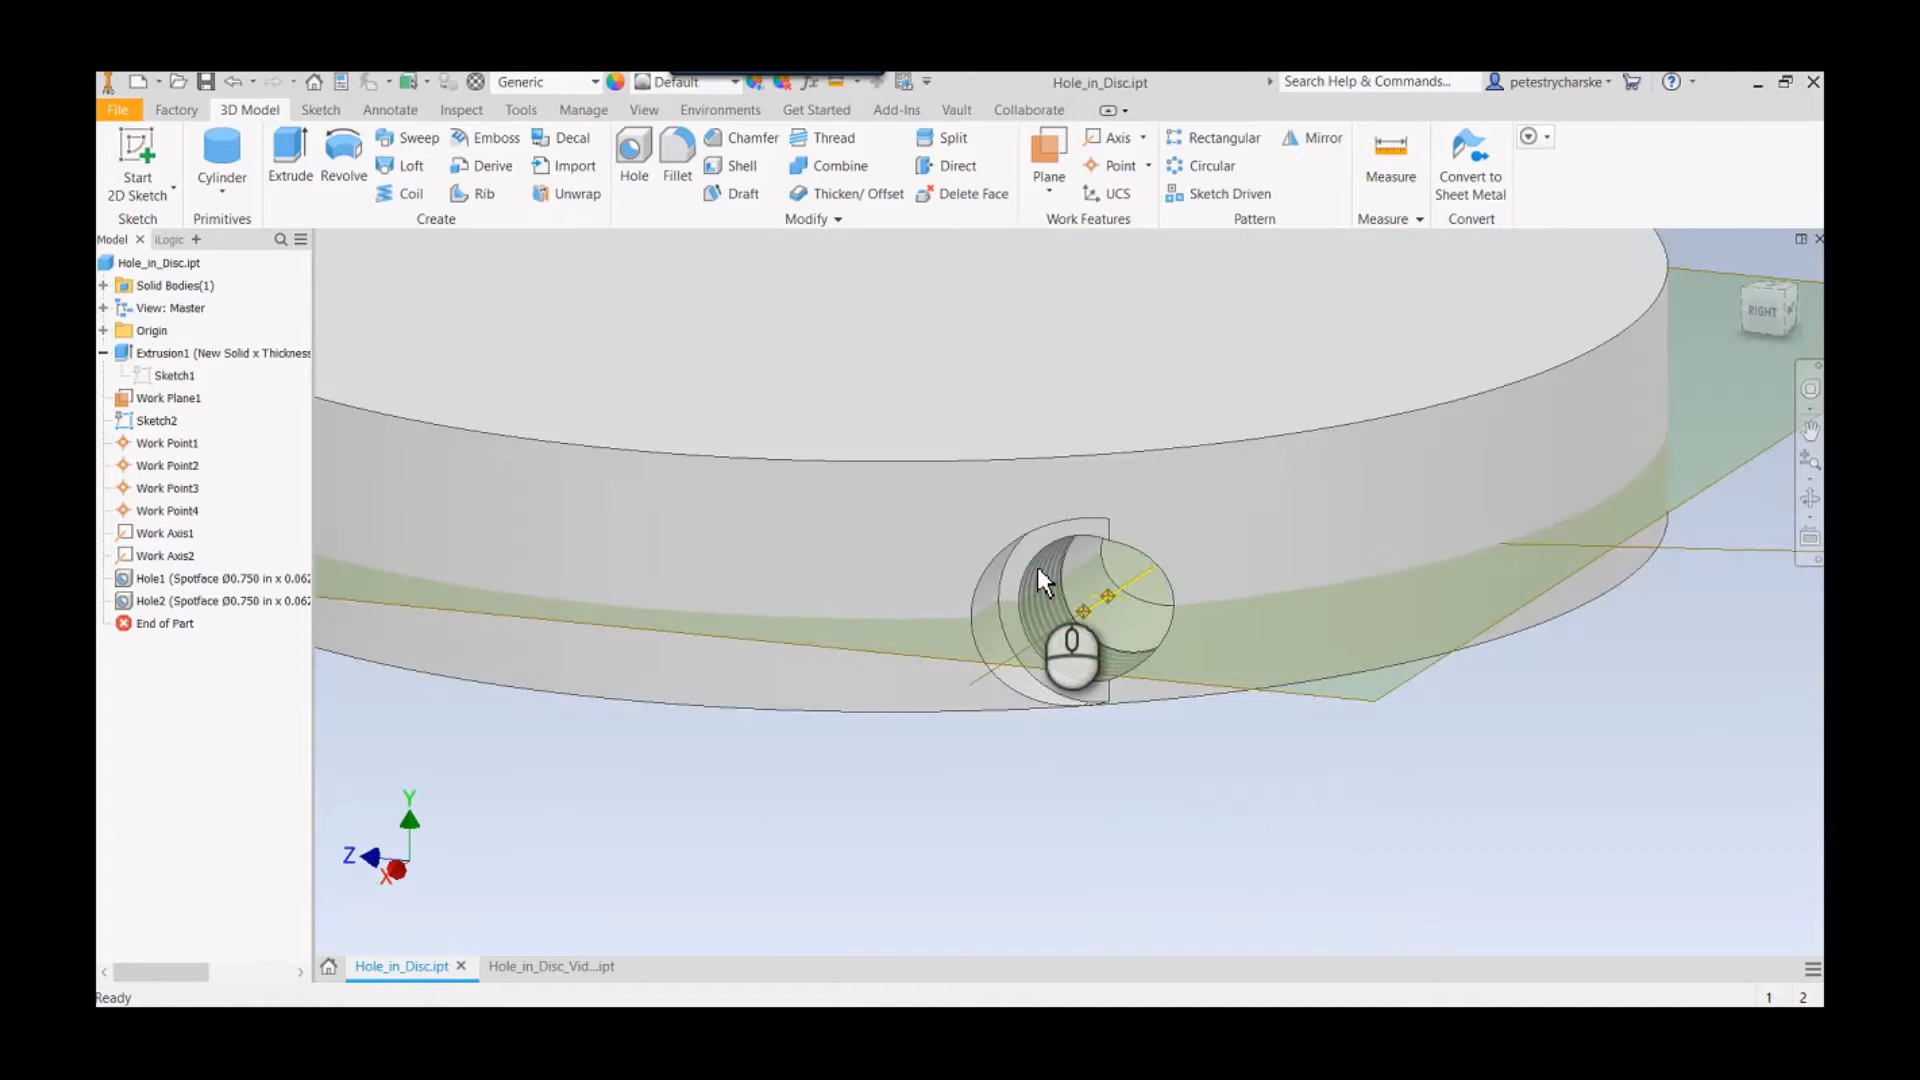 Generic Default Hole_in_Disc.ipt Search Help & Commands... petestrycharske
File Factory 3D Model Sketch Annotate Inspect Tools Manage View Environments Get Started Add-Ins Vault Collaborate
Sweep Emboss Decal Chamfer Thread Split Axis Rectangular Mirror
Loft Derive Import Shell Combine Direct Point Circular
Start 2D Sketch Cylinder Extrude Revolve Hole Fillet Plane Measure Convert to Sheet Metal
Coil Rib Unwrap Draft Thicken/ Offset Delete Face UCS Sketch Driven
Sketch Primitives Create Modify Work Features Pattern Measure Convert
Model iLogic
Hole_in_Disc.ipt
Solid Bodies(1)
View: Master
Origin
Extrusion1 (New Solid x Thickness
Sketch1
Work Plane1
Sketch2
Work Point1
Work Point2
Work Point3
Work Point4
Work Axis1
Work Axis2
Hole1 (Spotface Ø0.750 in x 0.062
Hole2 (Spotface Ø0.750 in x 0.062
End of Part
RIGHT
Y
Z
X
Hole_in_Disc.ipt Hole_in_Disc_Vid...ipt
Ready 1 2